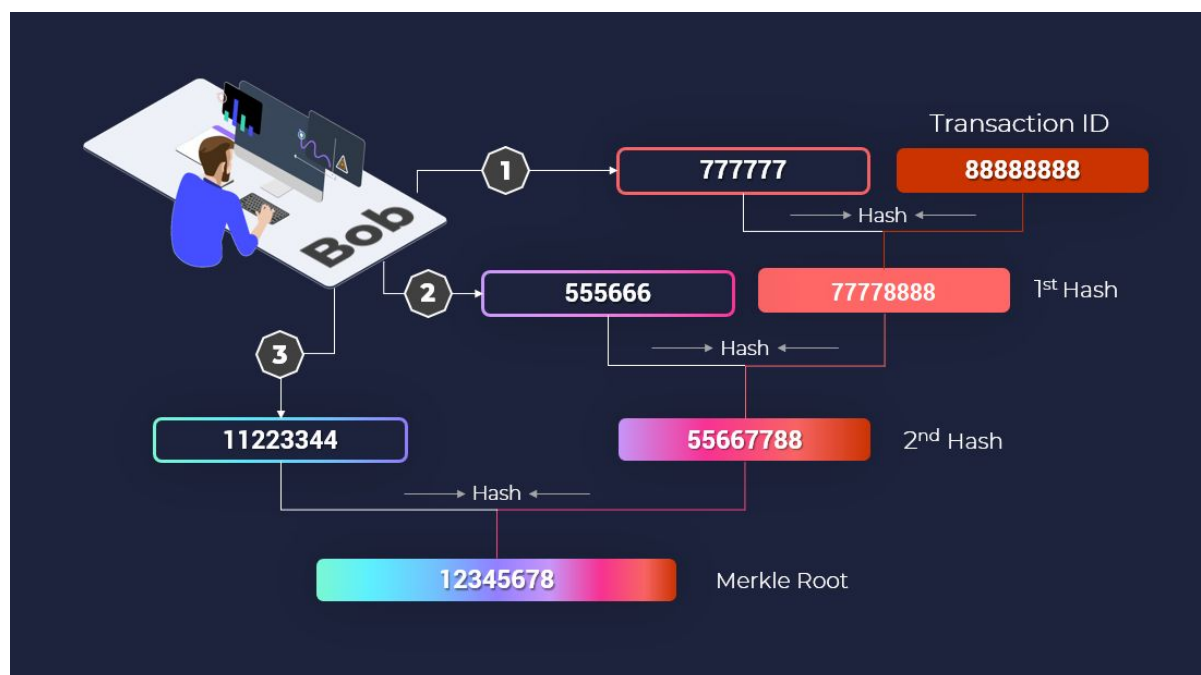 Transaction ID
1
777777
88888888
Hash
Bob
2
555666
77778888
1st Hash
Hash
3
11223344
55667788
2nd Hash
Hash
12345678
Merkle Root